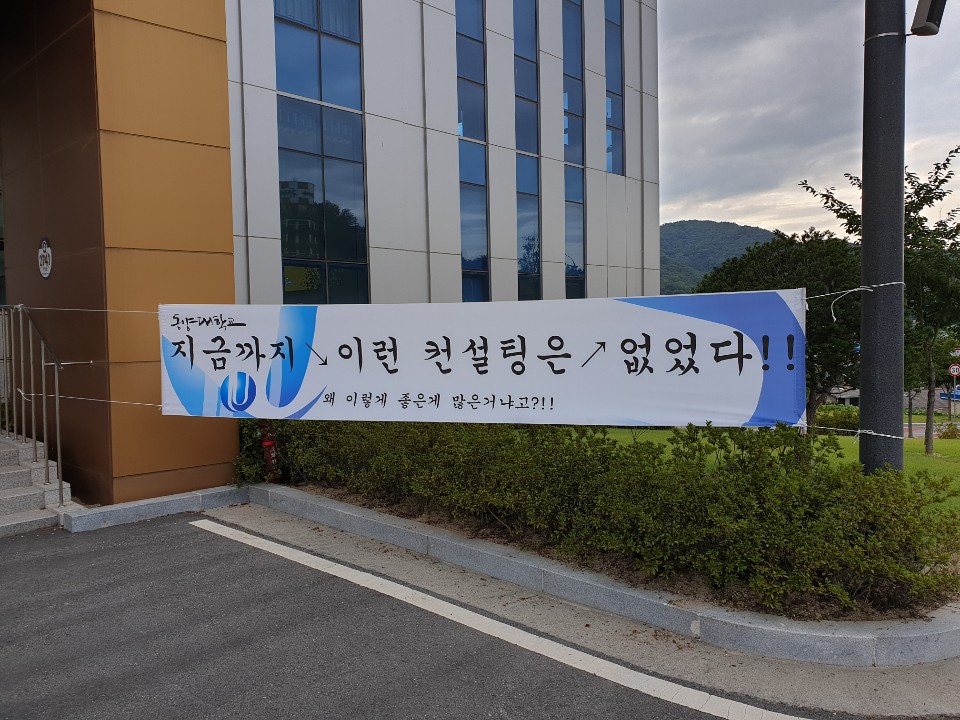 동양대학교
지금까지↘이런 컨설팅은↗없었다!!
왜 이렇게 좋은게 많은거냐고?!!
30